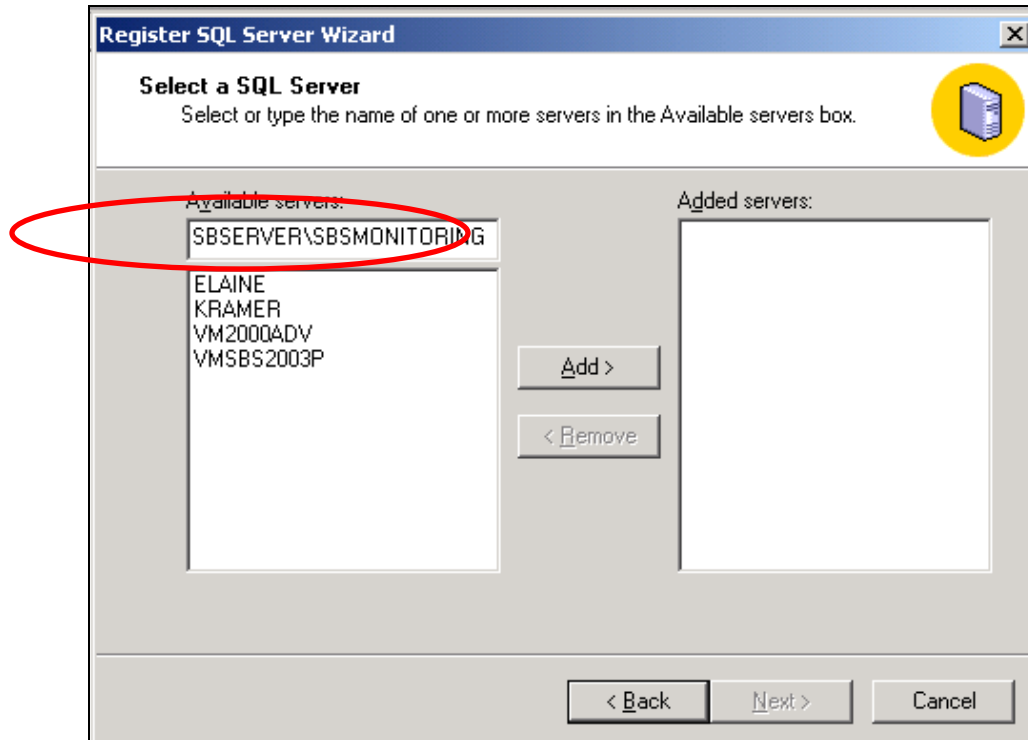 Register SQL Server Wizard
Select a SQL Server
Select or type the name of one or more servers in the Available servers box.
Available servers:
SBSERVER\SBSMONITORING
ELAINE
KRAMER
VM2000ADV
VMSBS2003P
Add >
< Remove
Added servers:
< Back
Next >
Cancel